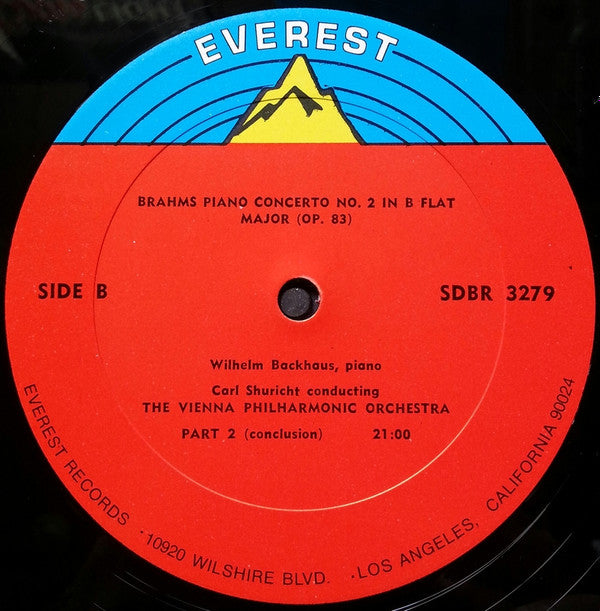 EVEREST
BRAHMS PIANO CONCERTO NO. 2 IN B FLAT
MAJOR (OP. 83)
SIDE B
SDBR 3279
Wilhelm Backhaus, piano
Carl Shuricht conducting
THE VIENNA PHILHARMONIC ORCHESTRA
PART 2 (conclusion) 21:00
EVEREST RECORDS · 10920 WILSHIRE BLVD. · LOS ANGELES, CALIFORNIA 90024